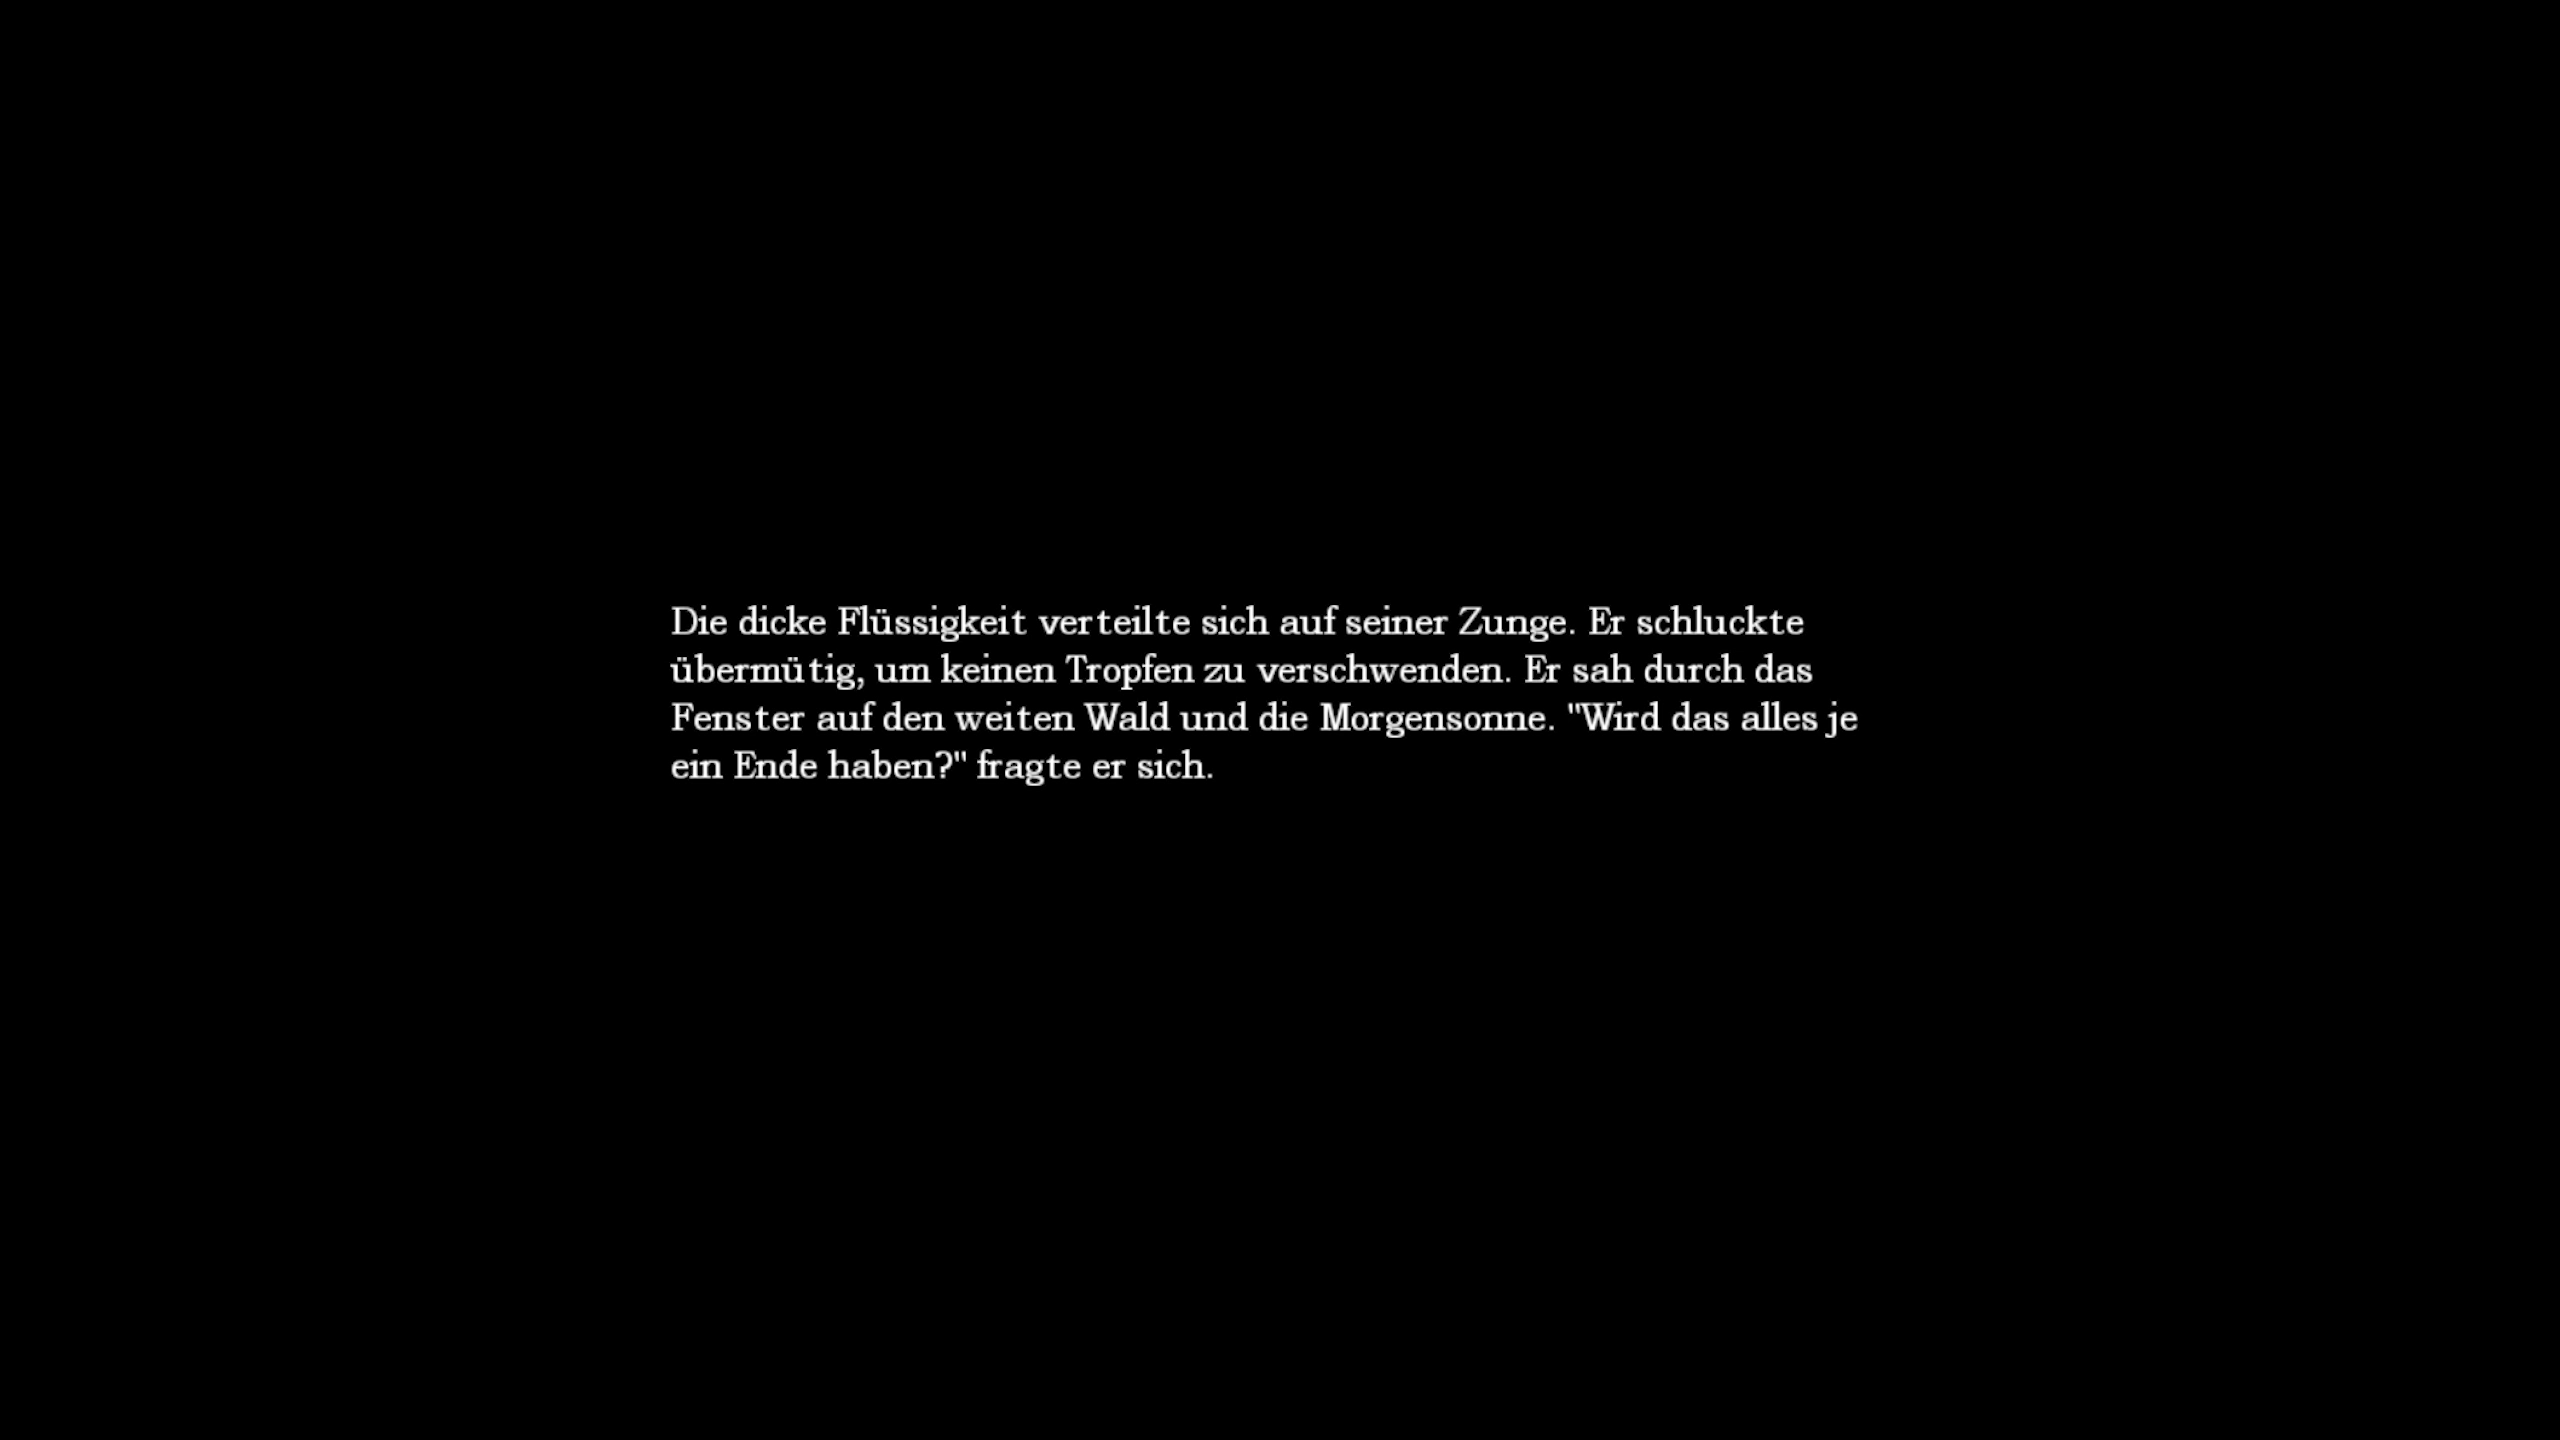 Die dicke Flüssigkeit verteilte sich auf seiner Zunge. Er schluckte
übermütig, um keinen Tropfen zu verschwenden. Er sah durch das
Fenster auf den weiten Wald und die Morgensonne. "Wird das alles je
ein Ende haben?" fragte er sich.